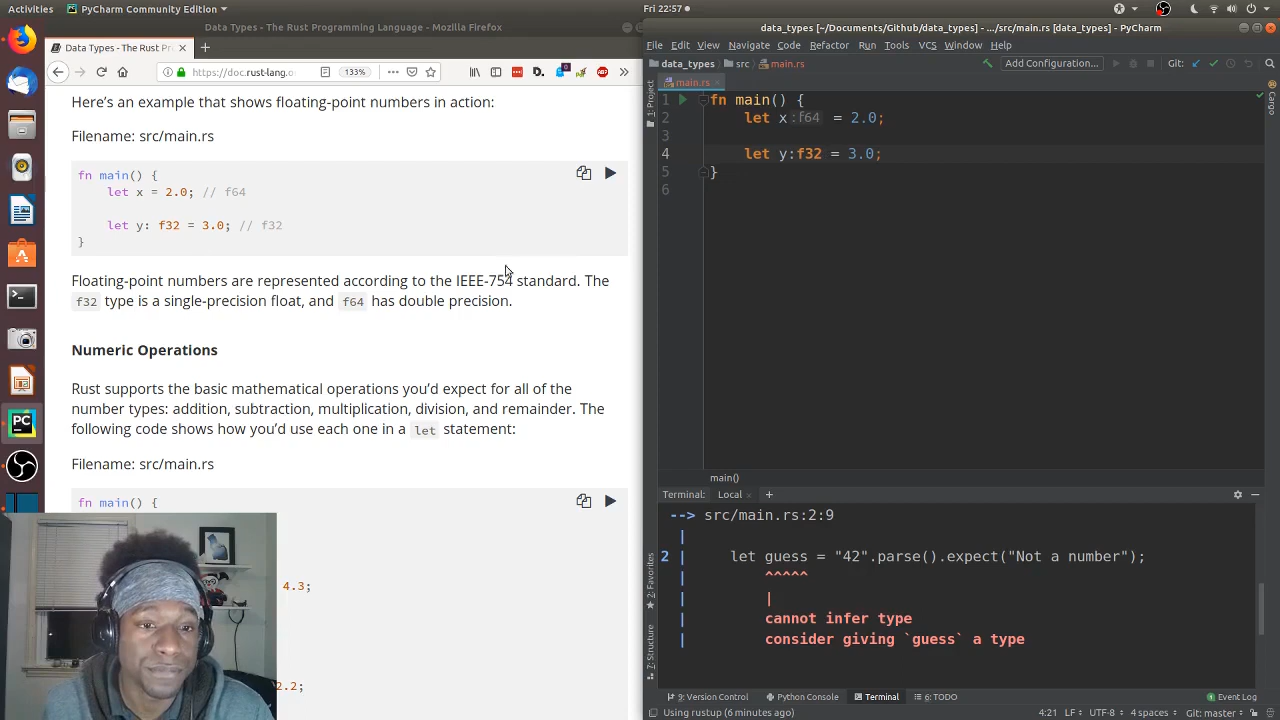 Activities
PyCharm Community Edition
Fr 22:57
Data Types - The Rust Programming Language - Mozilla Firefox
Data Types - The Rust Pr
https://doc.rust-lang.o
133%
Here's an example that shows floating-point numbers in action:
Filename: src/main.rs
fn main() {
let x = 2.0; // f64
let y: f32 = 3.0; // f32
}
Floating-point numbers are represented according to the IEEE-754 standard. The
f32 type is a single-precision float, and f64 has double precision.
Numeric Operations
Rust supports the basic mathematical operations you'd expect for all of the
number types: addition, subtraction, multiplication, division, and remainder. The
following code shows how you'd use each one in a let statement:
Filename: src/main.rs
fn main() {
4.3;
2.2;
data_types [~/Documents/Github/data_types] - .../src/main.rs [data_types] - PyCharm
File Edit View Navigate Code Refactor Run Tools VCS Window Help
data_types src main.rs
Add Configuration...
Git:
main.rs
1: Project
Cargo
1 fn main() {
2 let x:f64 = 2.0;
3
4 let y:f32 = 3.0;
5 }
6
main()
Terminal: Local +
--> src/main.rs:2:9
|
2 | let guess = "42".parse().expect("Not a number");
| ^^^^^
| |
| cannot infer type
| consider giving `guess` a type
2: Favorites
7: Structure
9: Version Control
Python Console
Terminal
6: TODO
Event Log
Using rustup (6 minutes ago)
4:21 LF UTF-8 4 spaces Git: master